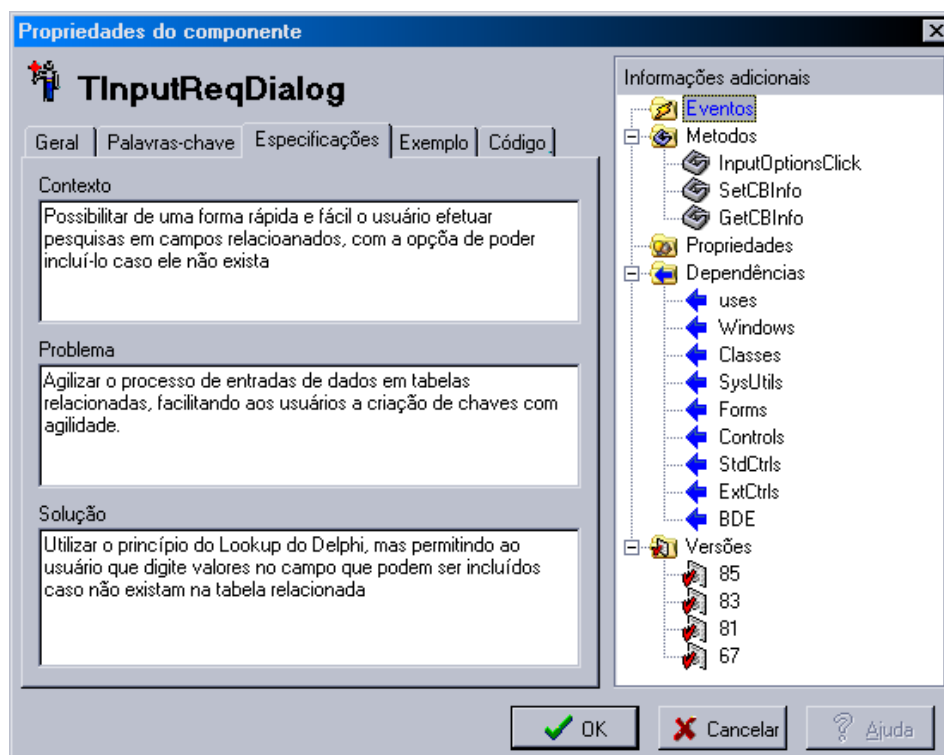 Propriedades do componente
TInputReqDialog
Geral
Palavras-chave
Especificações
Exemplo
Código
Contexto
Possibilitar de uma forma rápida e fácil o usuário efetuar
pesquisas em campos relacioanados, com a opçõa de poder
incluí-lo caso ele não exista
Problema
Agilizar o processo de entradas de dados em tabelas
relacionadas, facilitando aos usuários a criação de chaves com
agilidade.
Solução
Utilizar o princípio do Lookup do Delphi, mas permitindo ao
usuário que digite valores no campo que podem ser incluídos
caso não existam na tabela relacionada
Informações adicionais
Eventos
Metodos
InputOptionsClick
SetCBInfo
GetCBInfo
Propriedades
Dependências
uses
Windows
Classes
SysUtils
Forms
Controls
StdCtrls
ExtCtrls
BDE
Versões
85
83
81
67
OK
Cancelar
Ajuda